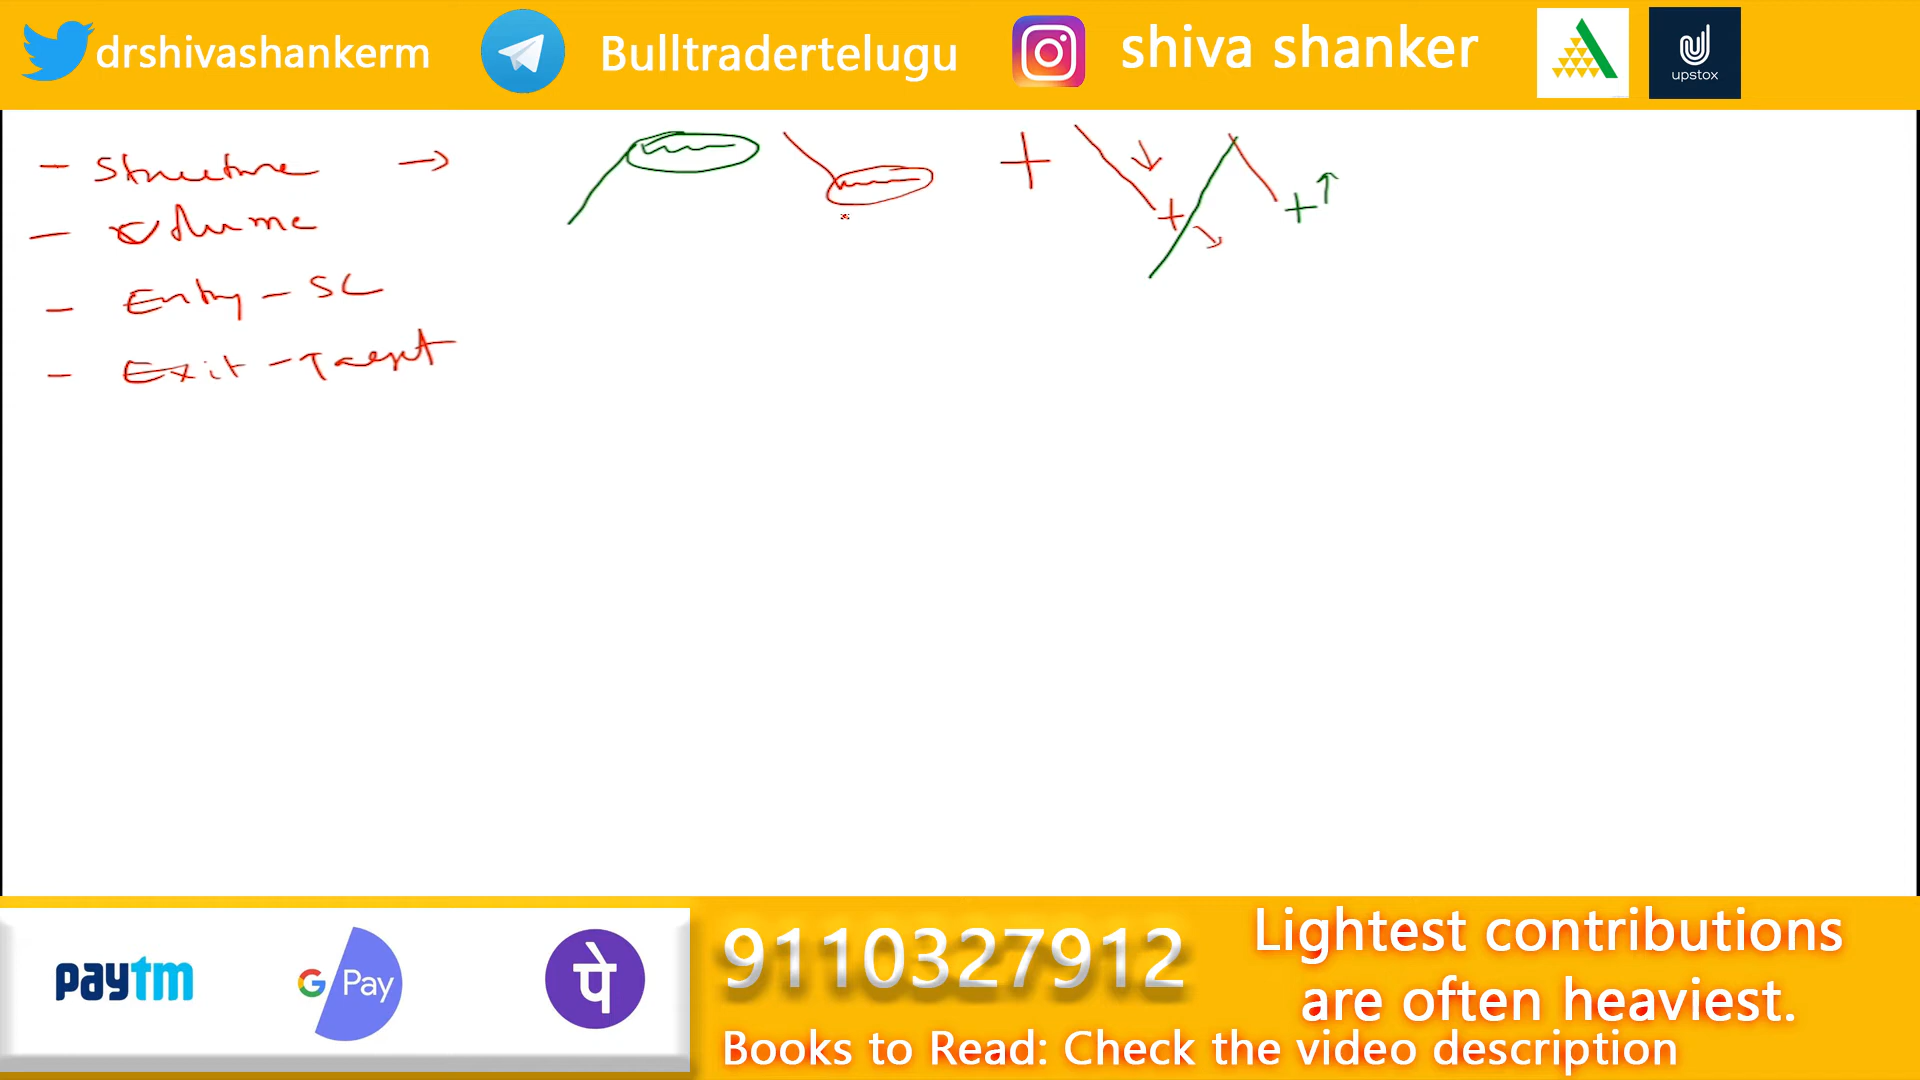 drshivashankerm Bulltradertelugu shiva shanker upstox
- Structure →
- Volume
- Entry - SL
- Exit - Target
paytm G Pay पे
9110327912
Lightest contributions
are often heaviest.
Books to Read: Check the video description